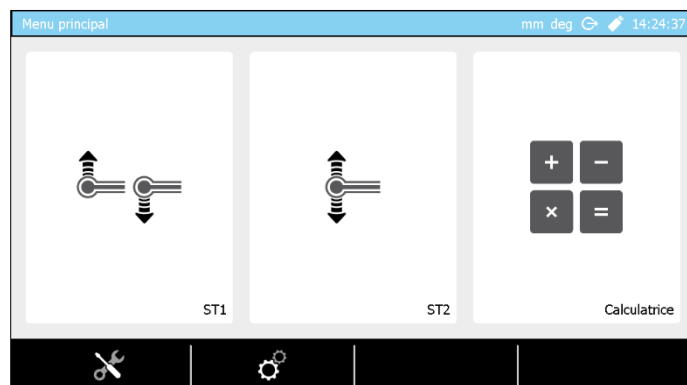 Menu principal
mm deg 14:24:37
+ −
× =
ST1
ST2
Calculatrice